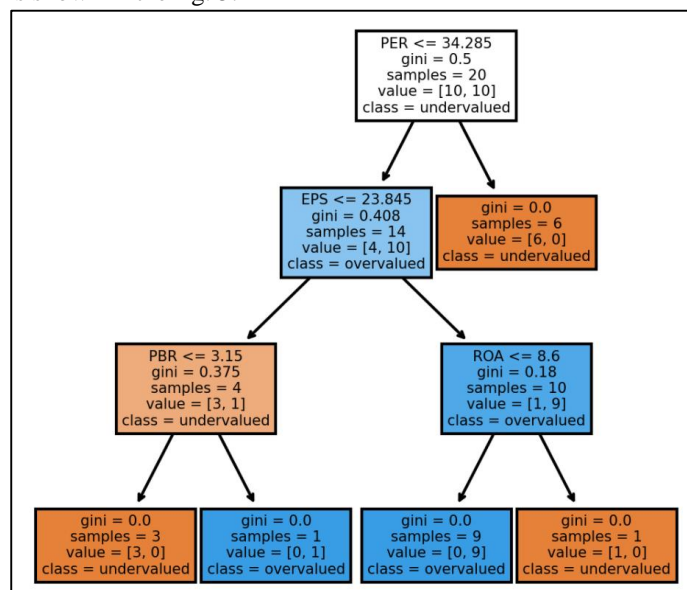 PER <= 34.285
gini = 0.5
samples = 20
value = [10, 10]
class = undervalued
EPS <= 23.845
gini = 0.408
samples = 14
value = [4, 10]
class = overvalued
gini = 0.0
samples = 6
value = [6, 0]
class = undervalued
PBR <= 3.15
gini = 0.375
samples = 4
value = [3, 1]
class = undervalued
ROA <= 8.6
gini = 0.18
samples = 10
value = [1, 9]
class = overvalued
gini = 0.0
samples = 3
value = [3, 0]
class = undervalued
gini = 0.0
samples = 1
value = [0, 1]
class = overvalued
gini = 0.0
samples = 9
value = [0, 9]
class = overvalued
gini = 0.0
samples = 1
value = [1, 0]
class = undervalued